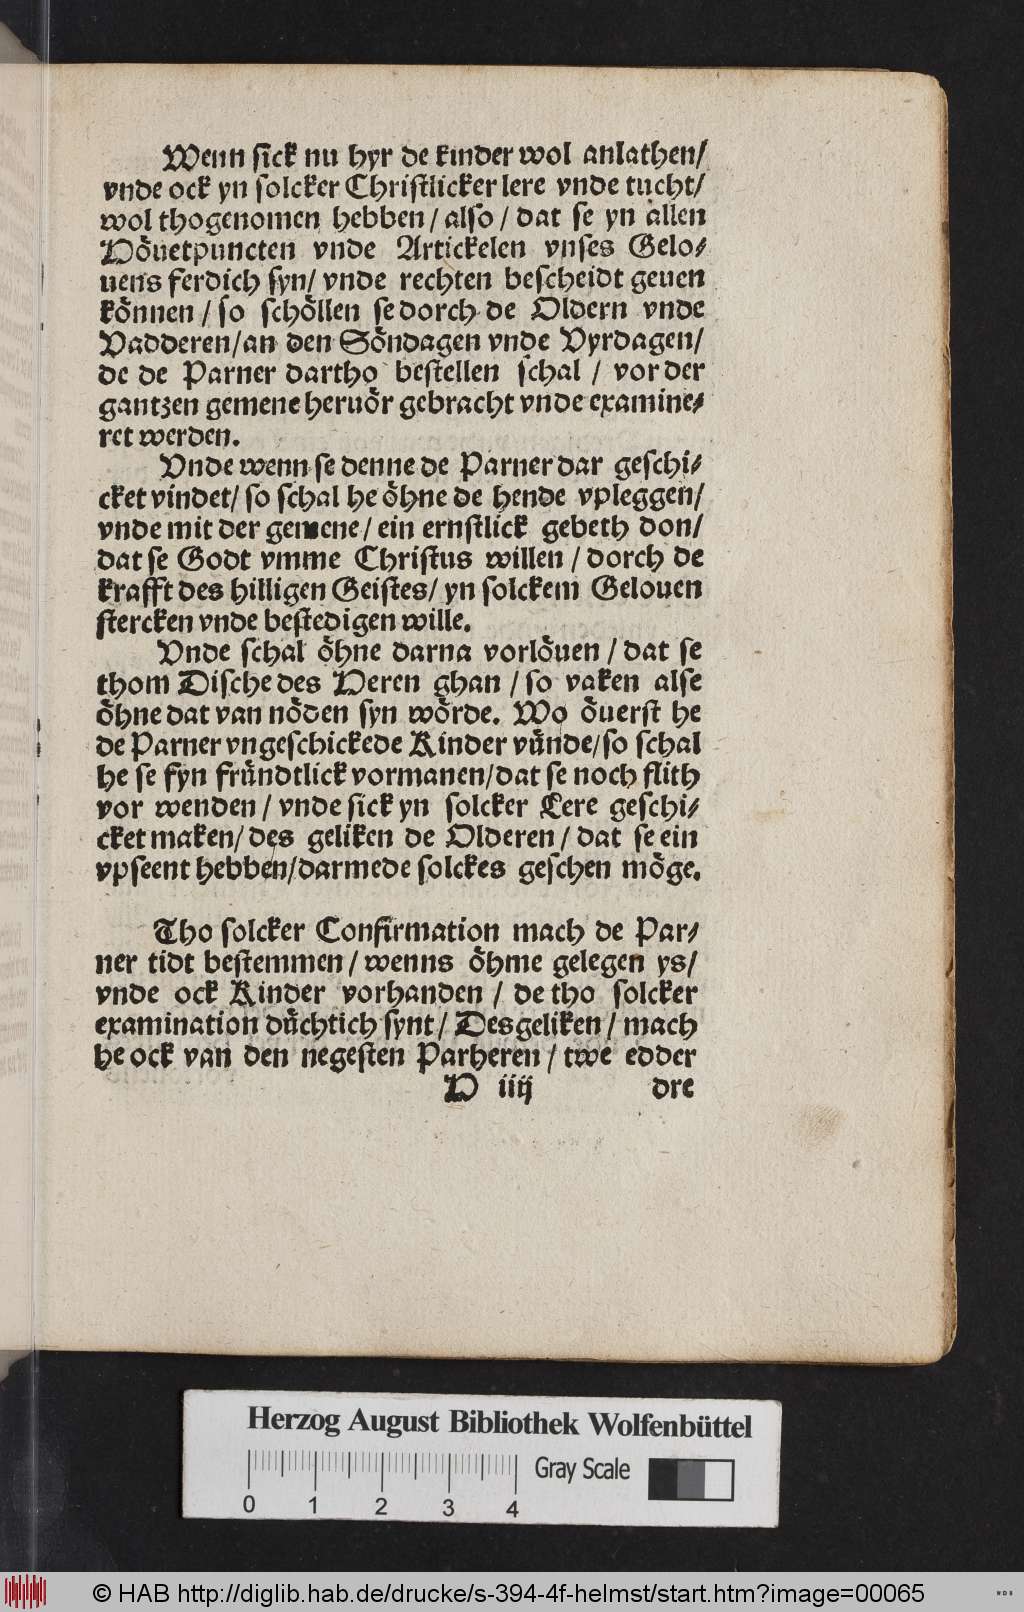 Wenn sick nu hyr de kinder wol anlathen/
vnde ock yn solcker Christlicker lere vnde tucht/
wol thogenomen hebben / also / dat se yn allen
Höuetpuncten vnde Artickelen vnses Gelo-
uens ferdich syn/ vnde rechten bescheidt geuen
können / so schöllen se dorch de Oldern vnde
Vadderen/an den Söndagen vnde Vyrdagen/
de de Parner dartho bestellen schal / vor der
gantzen gemene heruör gebracht vnde examine-
ret werden.
Vnde wenn se denne de Parner dar geschi-
cket vindet/ so schal he öhne de hende vpleggen/
vnde mit der gemene / ein ernstlick gebeth don/
dat se Godt vmme Christus willen / dorch de
krafft des hilligen Geistes/ yn solckem Gelouen
stercken vnde bestedigen wille.
Vnde schal öhne darna vorlöuen / dat se
thom Dische des Heren ghan / so vaken alse
öhne dat van nöden syn wörde. Wo öuerst he
de Parner vngeschickede Kinder vünde/so schal
he se fyn fründtlick vormanen/dat se noch flith
vor wenden / vnde sick yn solcker Lere geschi-
cket maken/ des geliken de Olderen / dat se ein
vpseent hebben/darmede solckes geschen möge.
Tho solcker Confirmation mach de Par-
ner tidt bestemmen / wenns öhme gelegen ys/
vnde ock Kinder vorhanden / de tho solcker
examination düchtich synt / Desgeliken / mach
he ock van den negesten Parheren / twe edder
H iiij dre
Herzog August Bibliothek Wolfenbüttel
Gray Scale
0 1 2 3 4
© HAB http://diglib.hab.de/drucke/s-394-4f-helmst/start.htm?image=00065